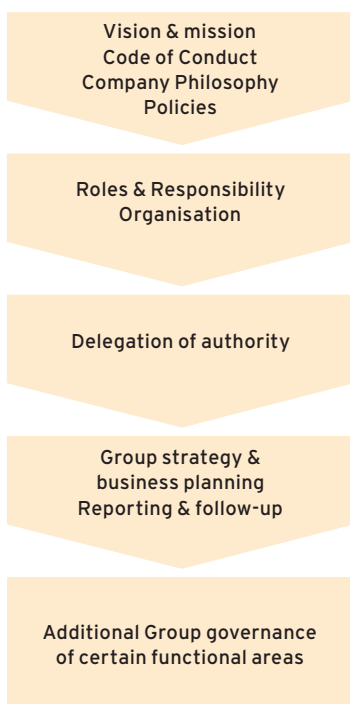 Vision & mission
Code of Conduct
Company Philosophy
Policies
Roles & Responsibility
Organisation
Delegation of authority
Group strategy &
business planning
Reporting & follow-up
Additional Group governance
of certain functional areas